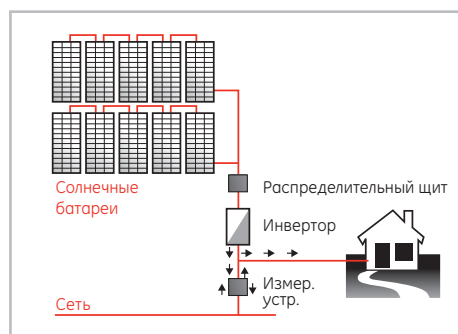 Солнечные
батареи
Распределительный щит
Инвертор
Измер.
устр.
Сеть